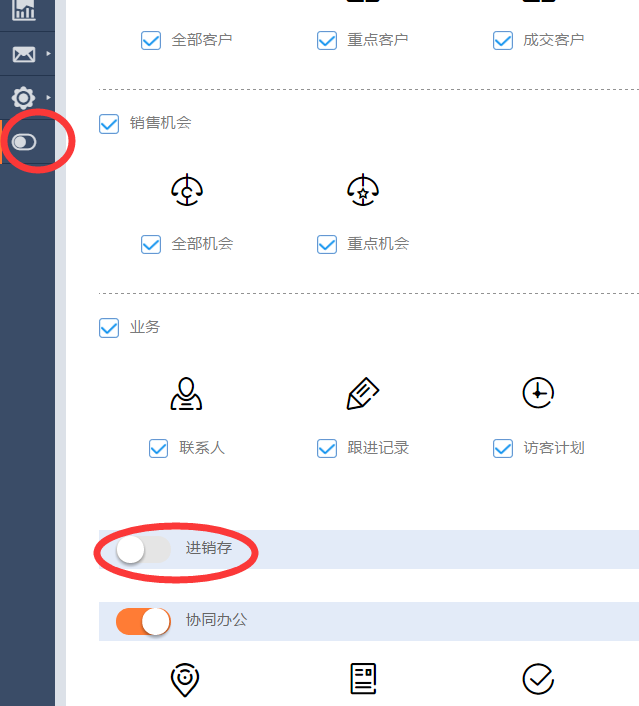 全部客户 重点客户 成交客户
销售机会
全部机会 重点机会
业务
联系人 跟进记录 访客计划
进销存
协同办公